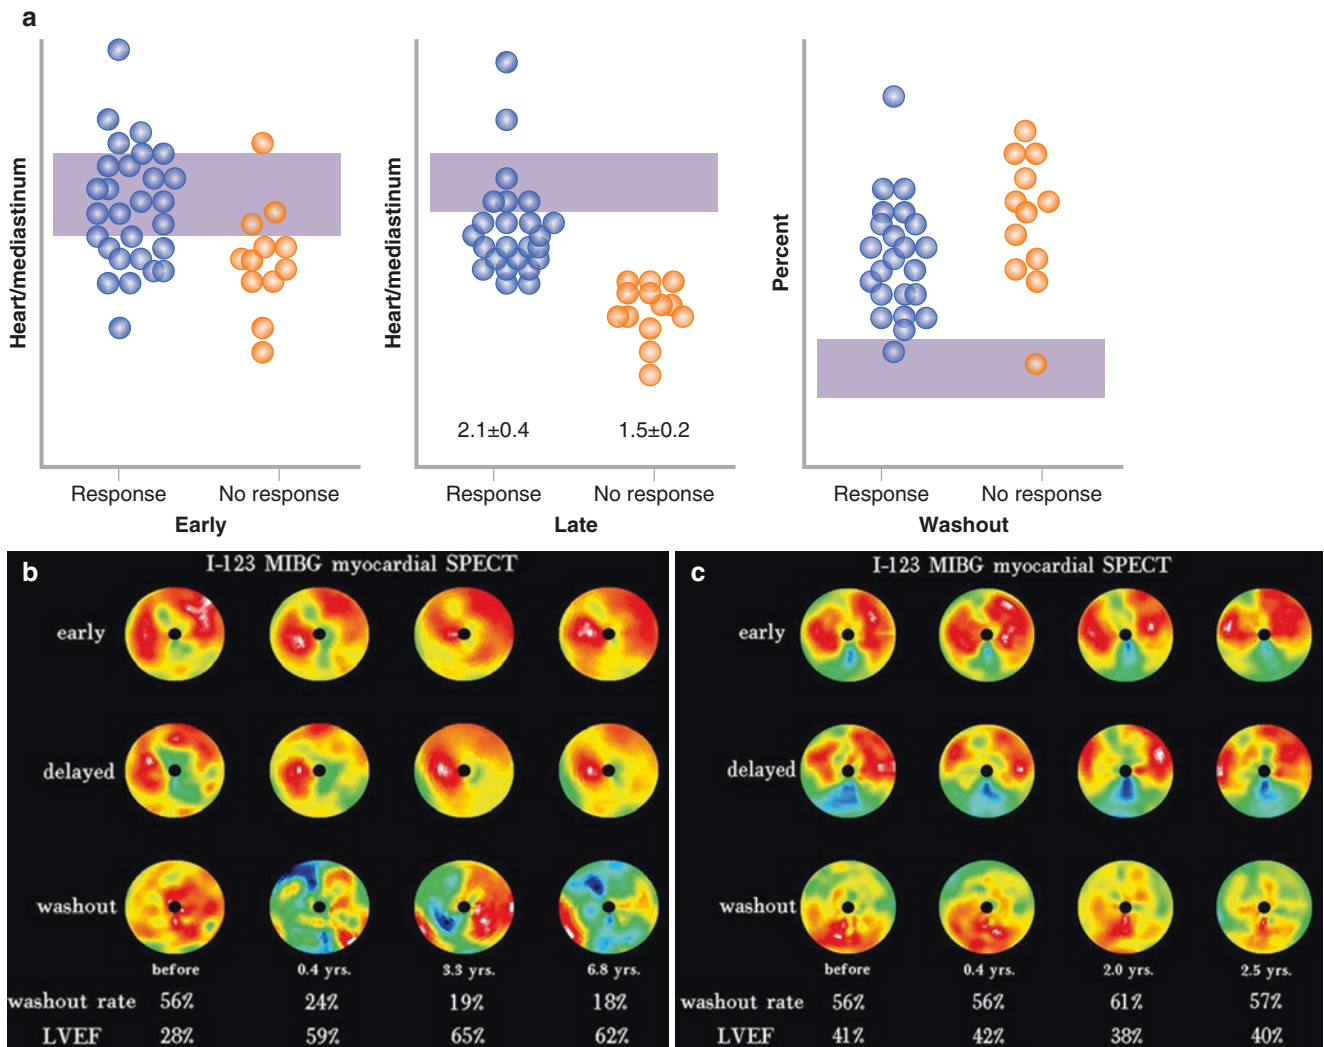 a
Heart/mediastinum
2.1±0.4 1.5±0.2
Heart/mediastinum
Percent
Response No response
Early
Response No response
Late
Response No response
Washout
b
I-123 MIBG myocardial SPECT
early
delayed
washout
before 0.4 yrs. 3.3 yrs. 6.8 yrs.
washout rate 56% 24% 19% 18%
LVEF 28% 59% 65% 62%
c
I-123 MIBG myocardial SPECT
early
delayed
washout
before 0.4 yrs. 2.0 yrs. 2.5 yrs.
washout rate 56% 56% 61% 57%
LVEF 41% 42% 38% 40%